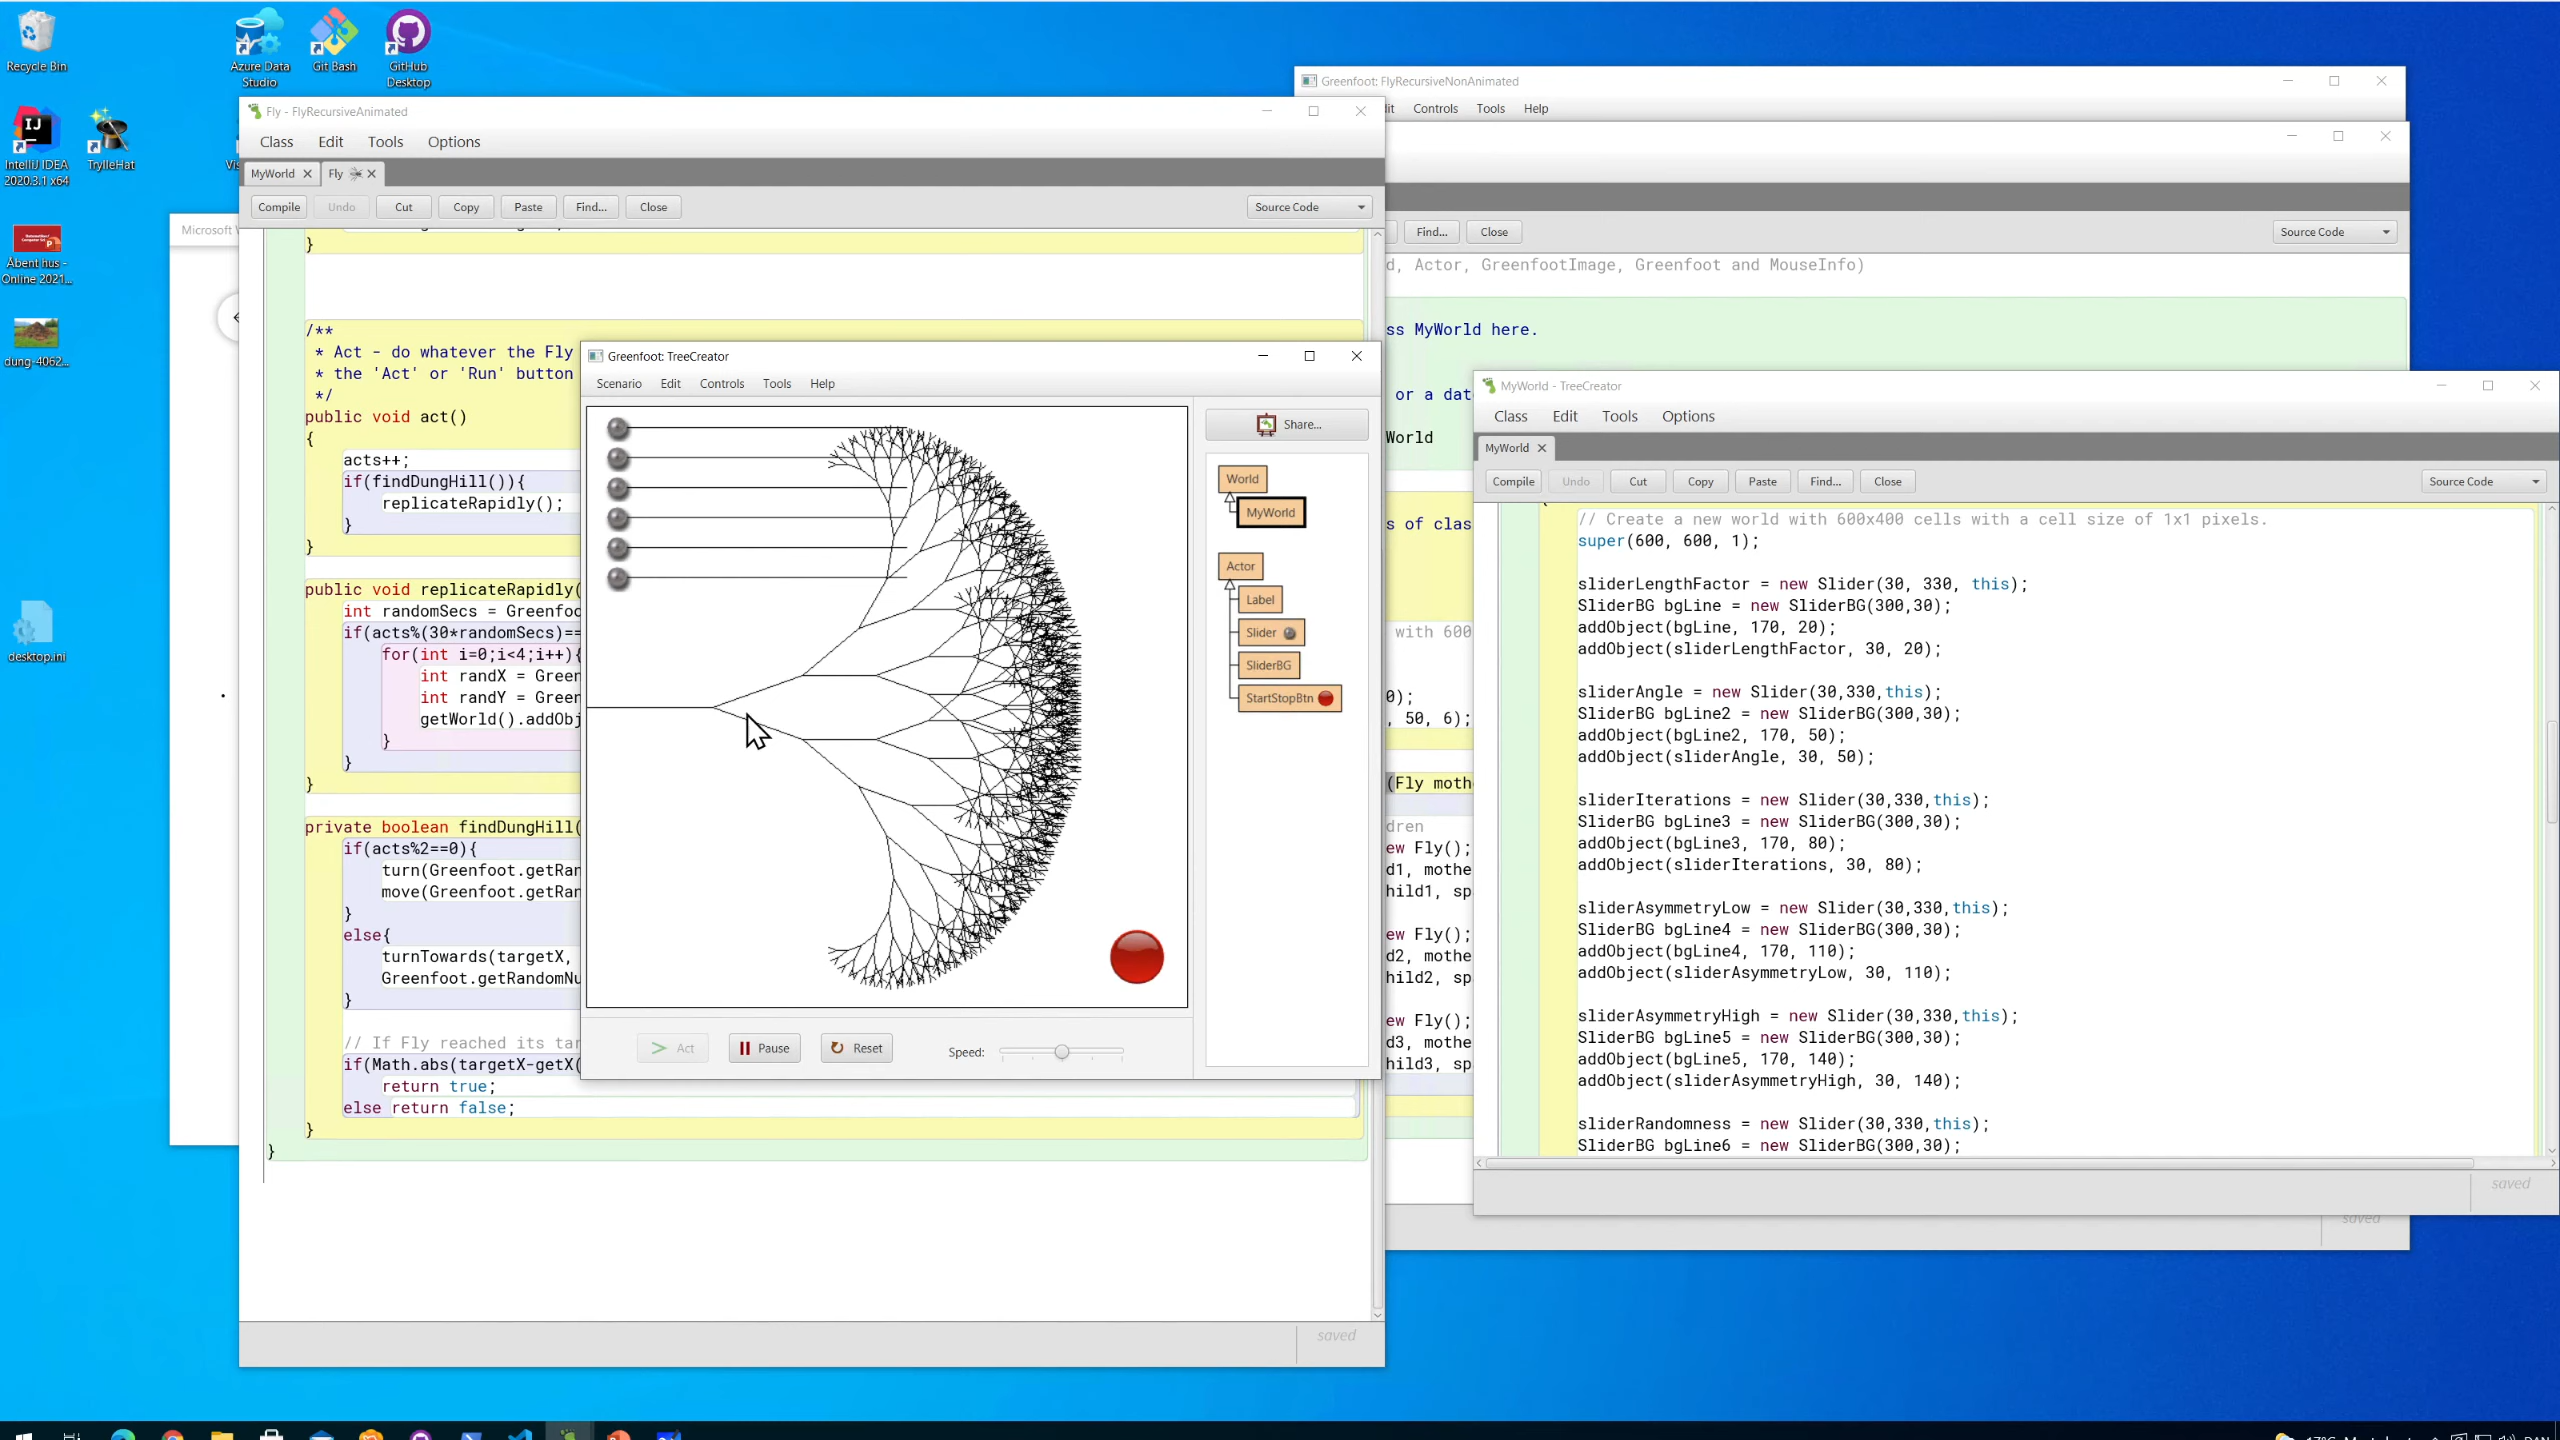 Recycle Bin
Azure Data
Studio
Git Bash
GitHub
Desktop
IntelliJ IDEA
2020.3.1 x64
TrylleHat
Åbent hus -
Online 2021...
dung-4062...
desktop.ini
Microsoft
Fly - FlyRecursiveAnimated
Class Edit Tools Options
MyWorld
Fly
Compile Undo Cut Copy Paste Find... Close
Source Code
}
/**
* Act - do whatever the Fly
* the 'Act' or 'Run' button
*/
public void act()
{
acts++;
if(findDungHill()){
replicateRapidly();
}
}
public void replicateRapidly(
int randomSecs = Greenfoo
if(acts%(30*randomSecs)==
for(int i=0;i<4;i++){
int randX = Green
int randY = Green
getWorld().addObj
}
}
}
private boolean findDungHill(
if(acts%2==0){
turn(Greenfoot.getRan
move(Greenfoot.getRan
}
else{
turnTowards(targetX,
Greenfoot.getRandomNu
}
// If Fly reached its tar
if(Math.abs(targetX-getX(
return true;
else return false;
}
}
saved
Greenfoot: TreeCreator
Scenario Edit Controls Tools Help
Share...
World
MyWorld
Actor
Label
Slider
SliderBG
StartStopBtn
Act
Pause
Reset
Speed:
Greenfoot: FlyRecursiveNonAnimated
Controls Tools Help
Find... Close
Source Code
d, Actor, GreenfootImage, Greenfoot and MouseInfo)
ss MyWorld here.
or a dat
World
s of clas
with 600
0);
, 50, 6);
(Fly moth
dren
ew Fly();
d1, mothe
hild1, sp
ew Fly();
d2, mothe
hild2, sp
ew Fly();
d3, mothe
hild3, sp
saved
MyWorld - TreeCreator
Class Edit Tools Options
MyWorld
Compile Undo Cut Copy Paste Find... Close
Source Code
// Create a new world with 600x400 cells with a cell size of 1x1 pixels.
super(600, 600, 1);
sliderLengthFactor = new Slider(30, 330, this);
SliderBG bgLine = new SliderBG(300,30);
addObject(bgLine, 170, 20);
addObject(sliderLengthFactor, 30, 20);
sliderAngle = new Slider(30,330,this);
SliderBG bgLine2 = new SliderBG(300,30);
addObject(bgLine2, 170, 50);
addObject(sliderAngle, 30, 50);
sliderIterations = new Slider(30,330,this);
SliderBG bgLine3 = new SliderBG(300,30);
addObject(bgLine3, 170, 80);
addObject(sliderIterations, 30, 80);
sliderAsymmetryLow = new Slider(30,330,this);
SliderBG bgLine4 = new SliderBG(300,30);
addObject(bgLine4, 170, 110);
addObject(sliderAsymmetryLow, 30, 110);
sliderAsymmetryHigh = new Slider(30,330,this);
SliderBG bgLine5 = new SliderBG(300,30);
addObject(bgLine5, 170, 140);
addObject(sliderAsymmetryHigh, 30, 140);
sliderRandomness = new Slider(30,330,this);
SliderBG bgLine6 = new SliderBG(300,30);
saved